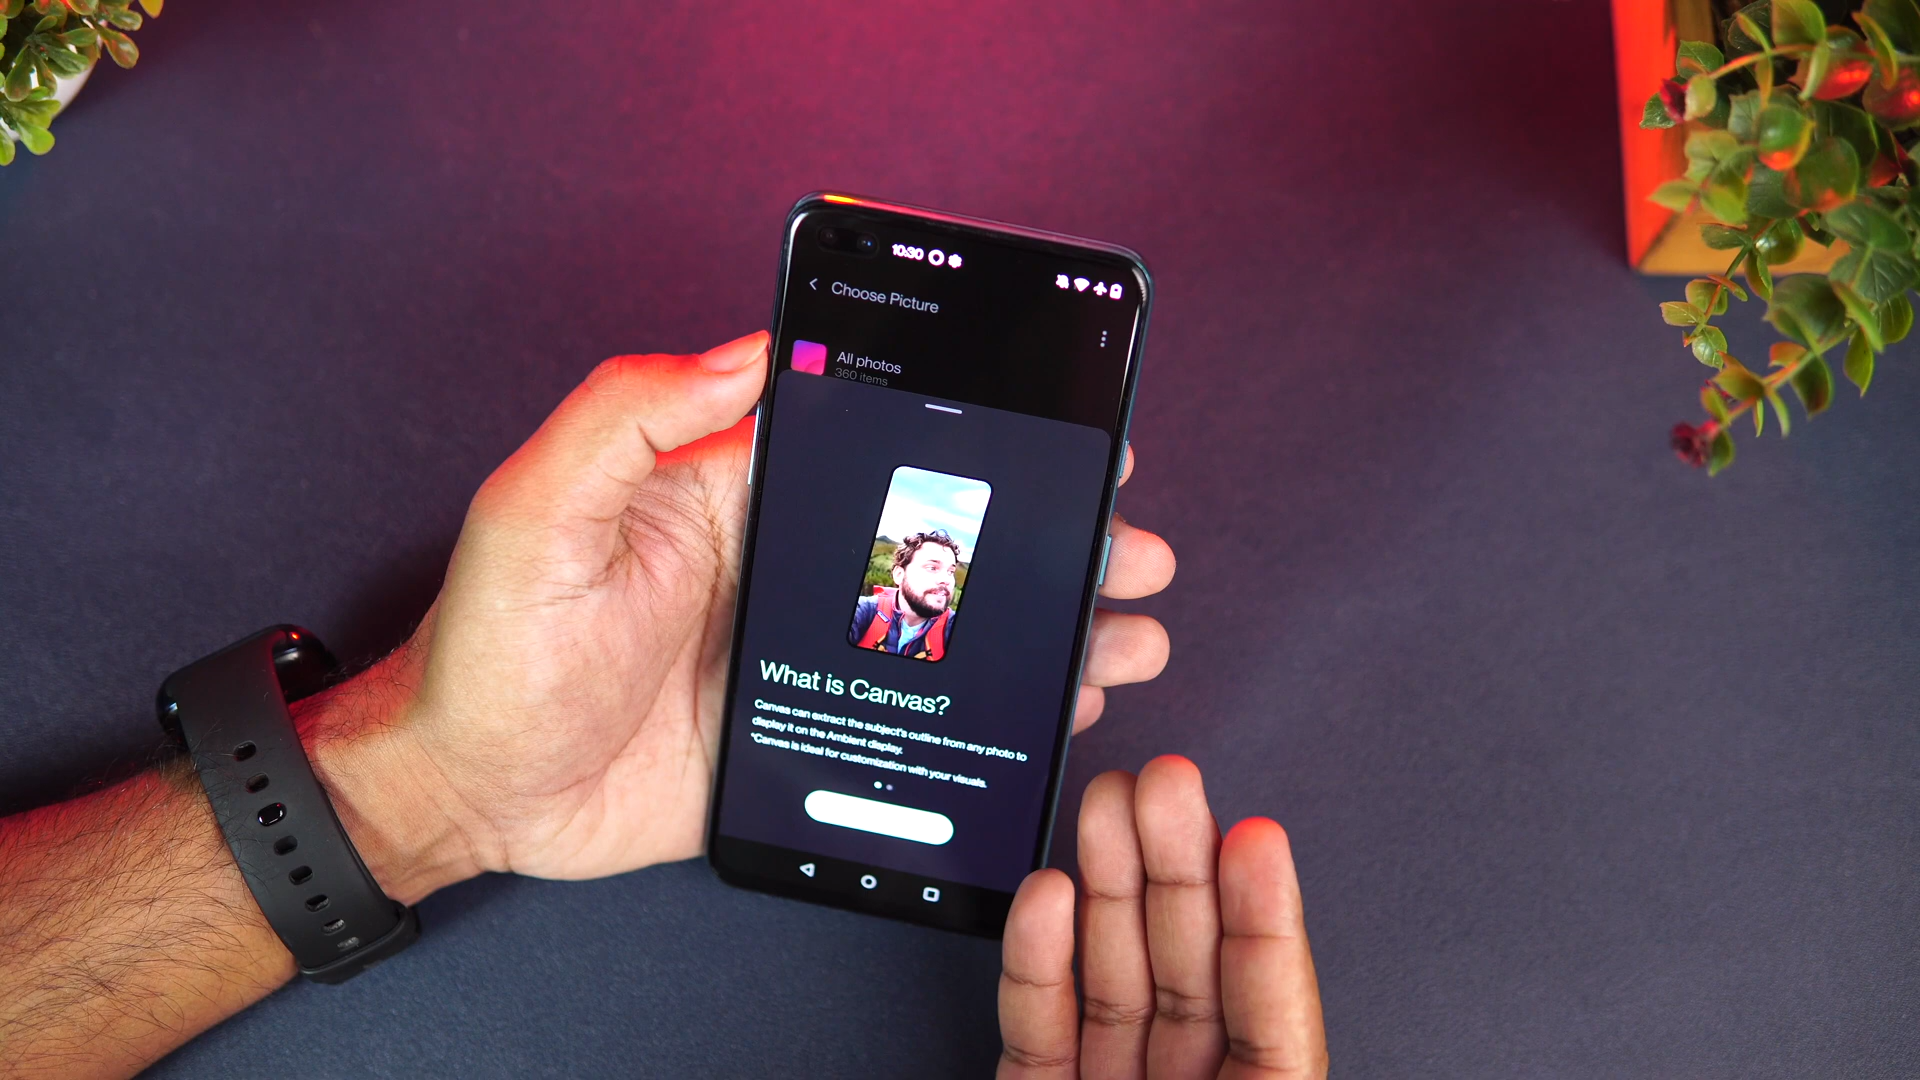 10:30
Choose Picture
All photos
360 items
What is Canvas?
Canvas can extract the subject's outline from any photo to
display it on the Ambient display.
*Canvas is ideal for customization with your visuals.